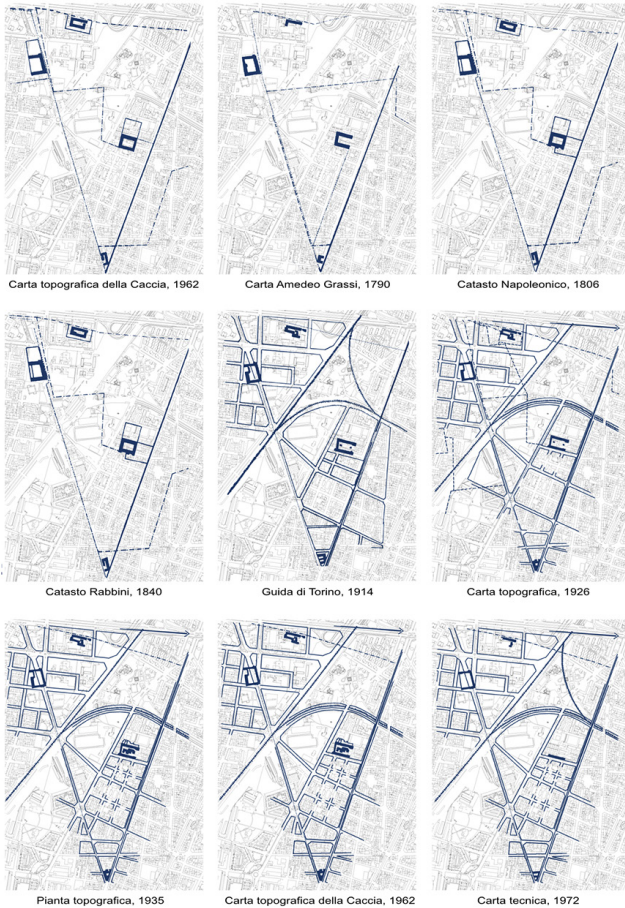 Carta topografica della Caccia, 1962
Carta Amedeo Grassi, 1790
Catasto Napoleonico, 1806
Catasto Rabbini, 1840
Guida di Torino, 1914
Carta topografica, 1926
Pianta topografica, 1935
Carta topografica della Caccia, 1962
Carta tecnica, 1972